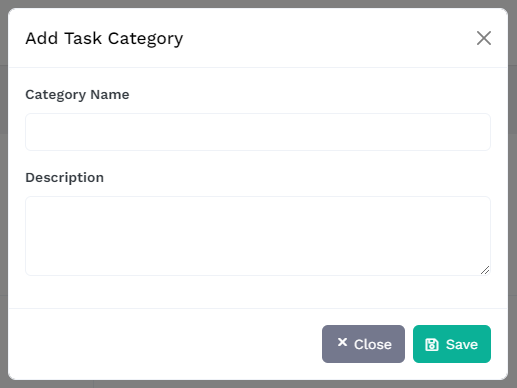 Add Task Category
Category Name
Description
Close
Save